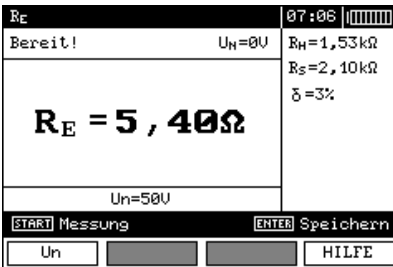 RE 07:06
Bereit! UN=0V
RH=1,53kΩ
RS=2,10kΩ
δ=3%
RE =5,40Ω
Un=50V
START Messung ENTER Speichern
Un HILFE